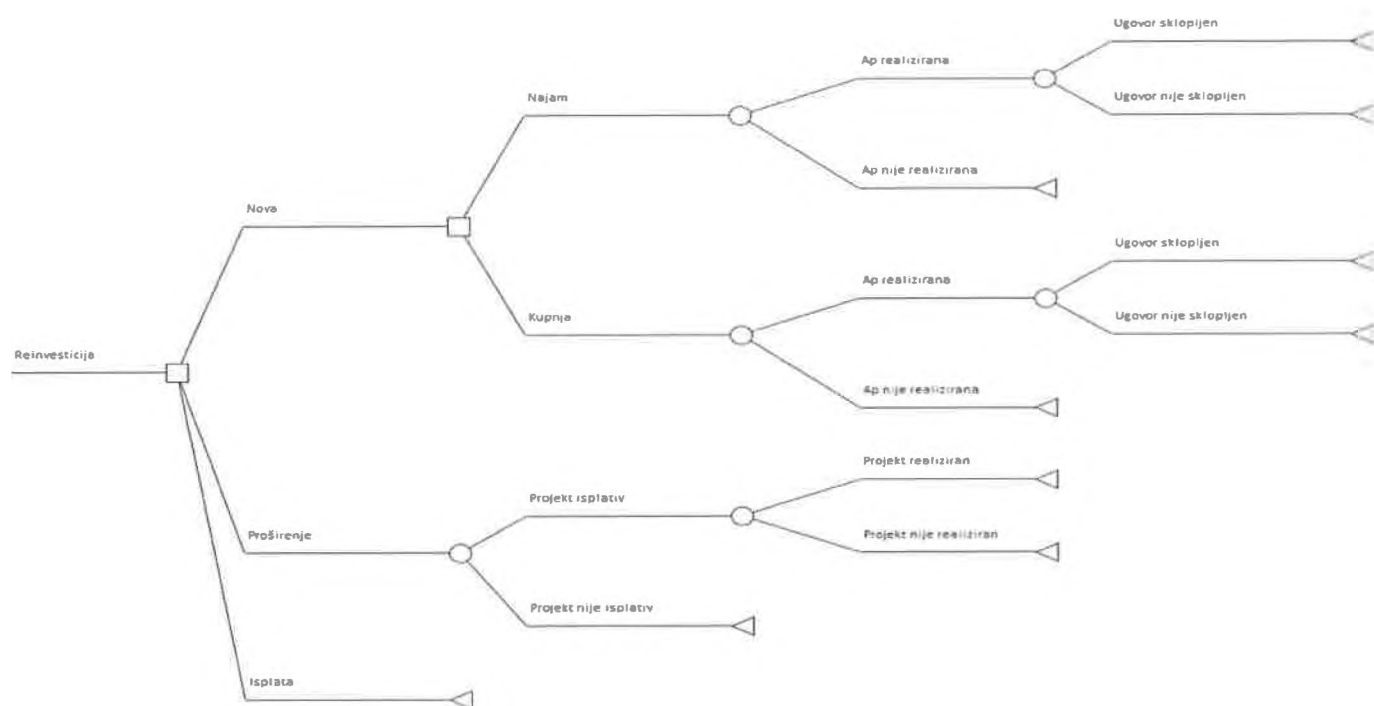 Ugovor sklopljen
Ap realizirana
Ugovor nije sklopljen
Najam
Ap nije realizirana
Nova
Ugovor sklopljen
Ap realizirana
Ugovor nije sklopljen
Kupnja
Reinvesticija
Ap nije realizirana
Projekt realiziran
Projekt isplativ
Projekt nije realiziran
Proširenje
Projekt nije isplativ
Isplata